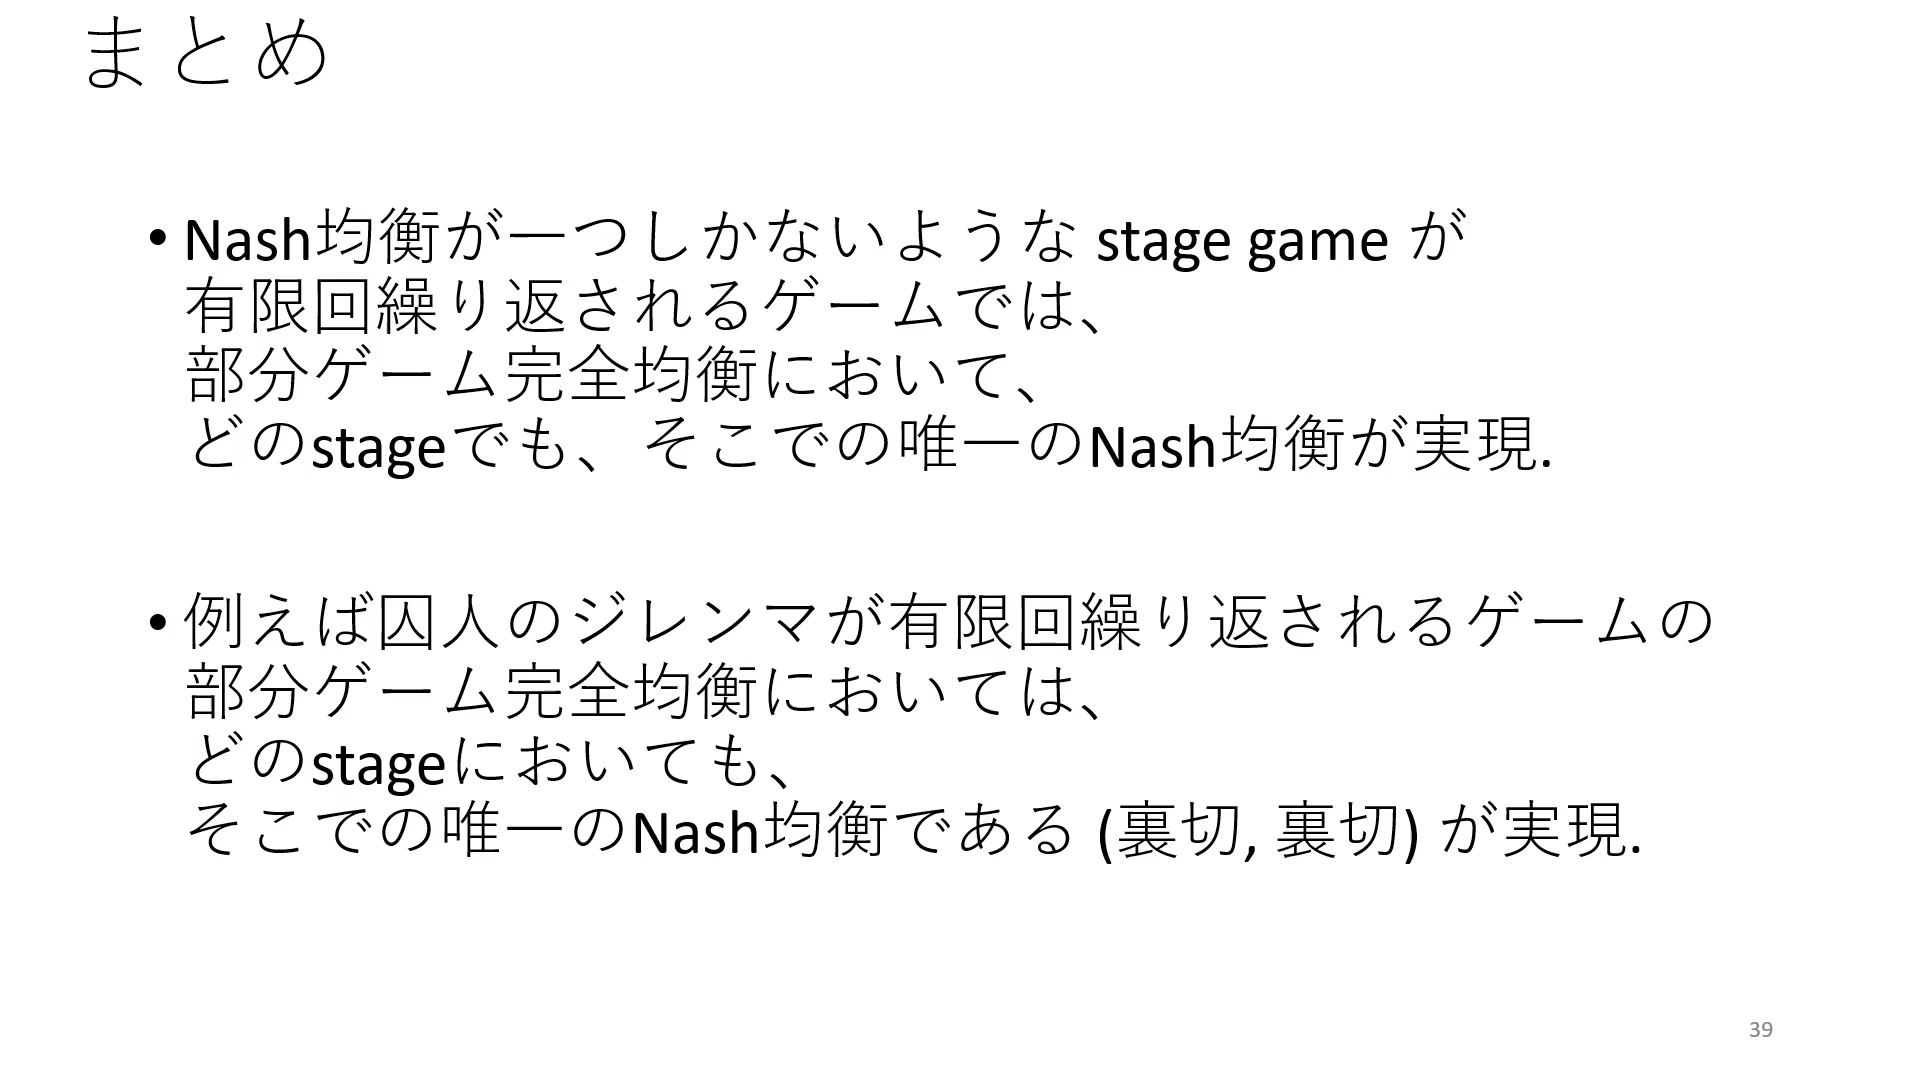 まとめ
• Nash均衡が一つしかないような stage game が
有限回繰り返されるゲームでは、
部分ゲーム完全均衡において、
どのstageでも、そこでの唯一のNash均衡が実現.
• 例えば囚人のジレンマが有限回繰り返されるゲームの
部分ゲーム完全均衡においては、
どのstageにおいても、
そこでの唯一のNash均衡である (裏切, 裏切) が実現.
39